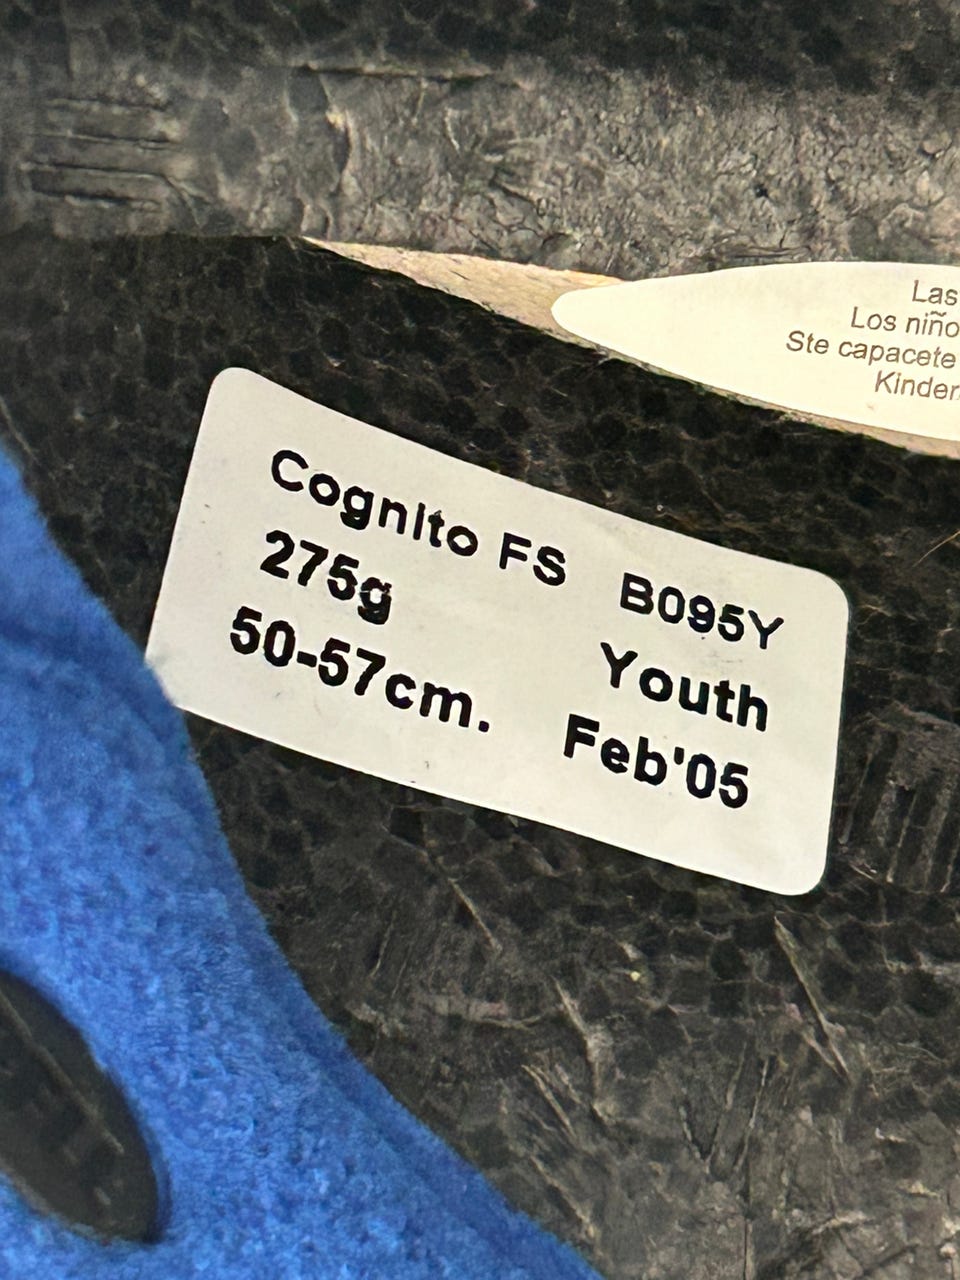 Las
Los niño
Ste capacete
Kinder
Cognito FS B095Y
275g Youth
50-57cm. Feb'05